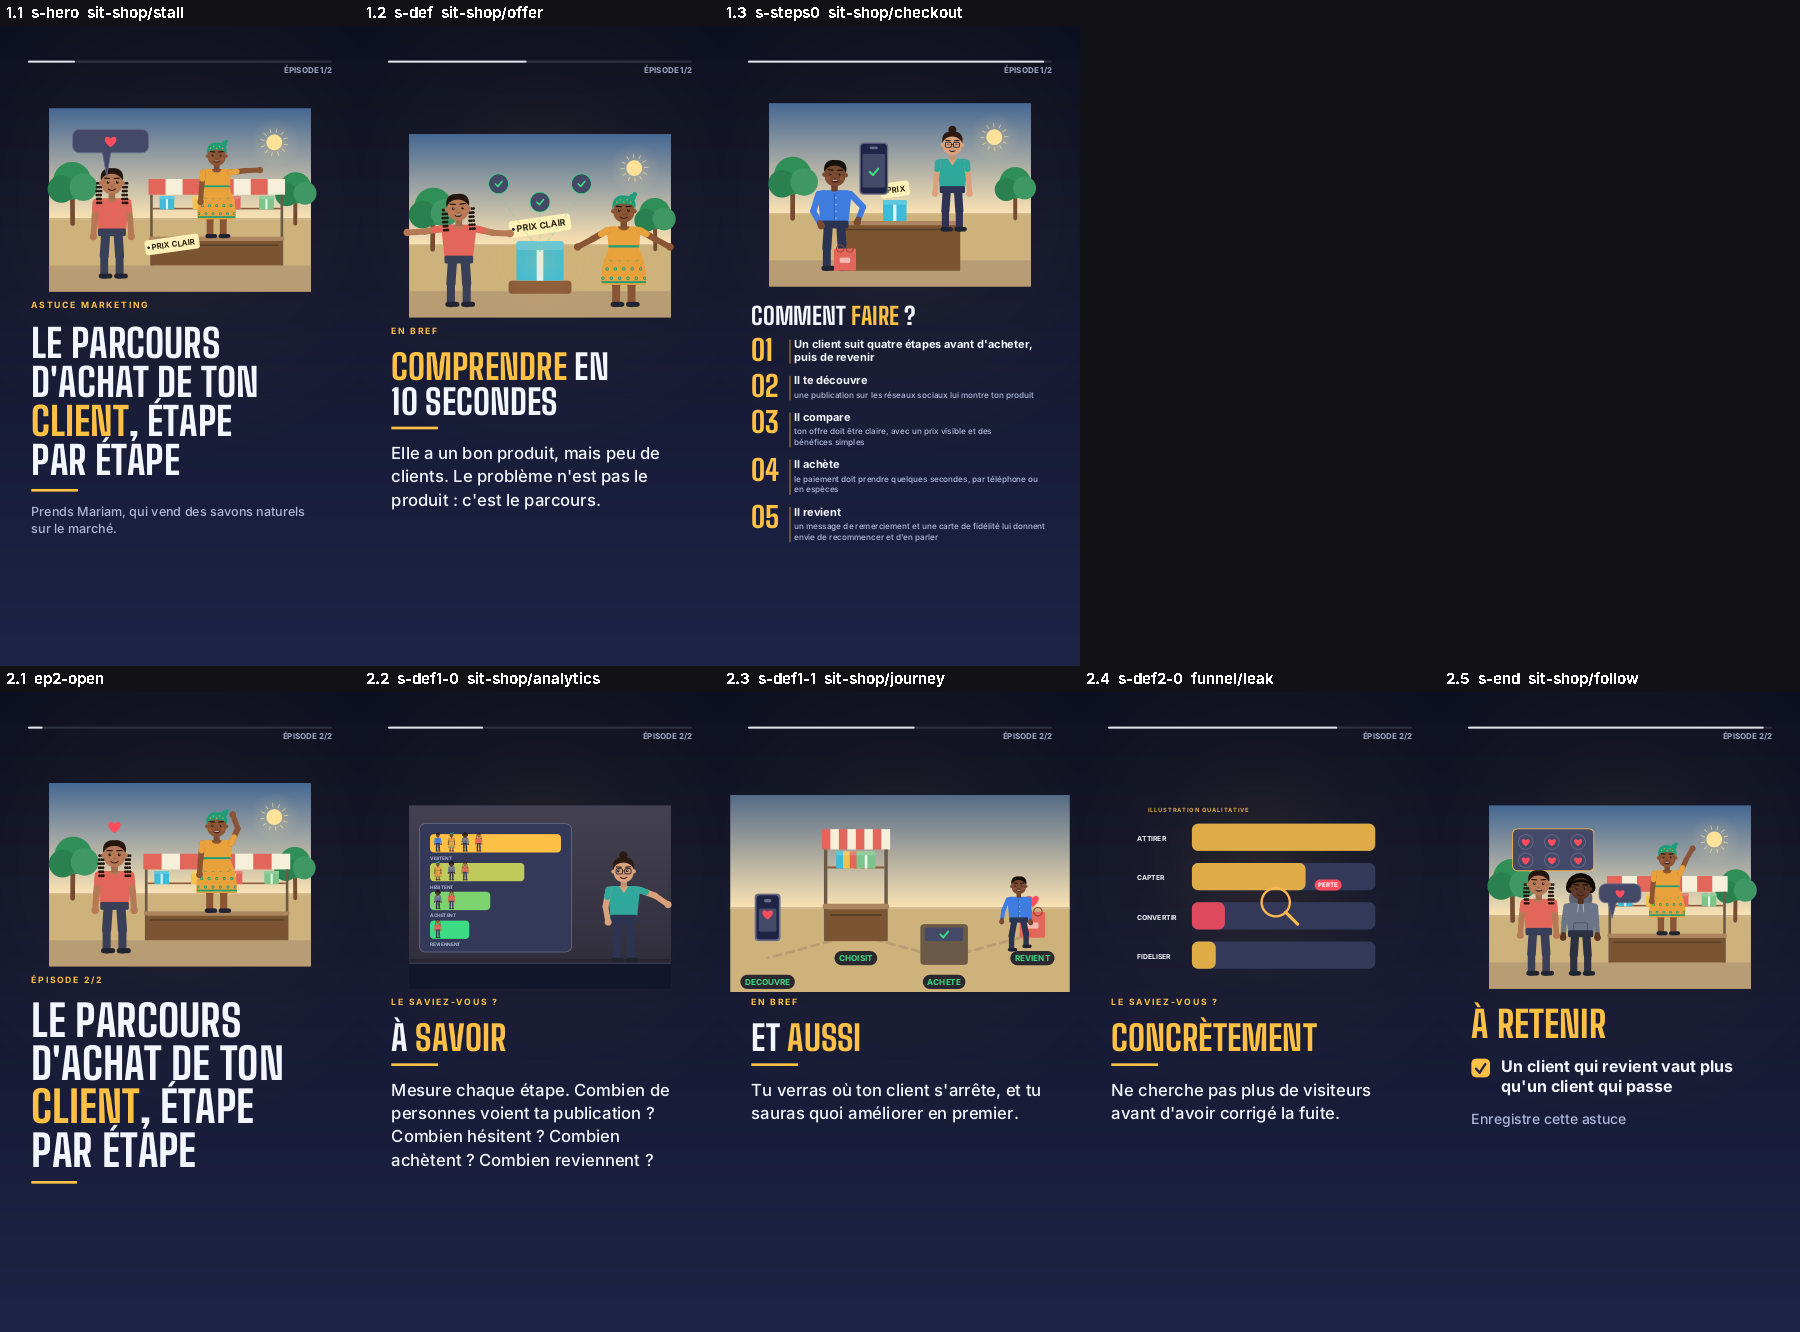 1.1 s-hero sit-shop/stall
ÉPISODE 1/2
PRIX CLAIR
ASTUCE MARKETING
LE PARCOURS
D'ACHAT DE TON
CLIENT, ÉTAPE
PAR ÉTAPE
Prends Mariam, qui vend des savons naturels
sur le marché.
1.2 s-def sit-shop/offer
ÉPISODE 1/2
PRIX CLAIR
EN BREF
COMPRENDRE EN
10 SECONDES
Elle a un bon produit, mais peu de
clients. Le problème n'est pas le
produit : c'est le parcours.
1.3 s-steps0 sit-shop/checkout
ÉPISODE 1/2
PRIX
COMMENT FAIRE ?
01 Un client suit quatre étapes avant d'acheter,
puis de revenir
02 Il te découvre
une publication sur les réseaux sociaux lui montre ton produit
03 Il compare
ton offre doit être claire, avec un prix visible et des
bénéfices simples
04 Il achète
le paiement doit prendre quelques secondes, par téléphone ou
en espèces
05 Il revient
un message de remerciement et une carte de fidélité lui donnent
envie de recommencer et d'en parler
2.1 ep2-open
ÉPISODE 2/2
ÉPISODE 2/2
LE PARCOURS
D'ACHAT DE TON
CLIENT, ÉTAPE
PAR ÉTAPE
2.2 s-def1-0 sit-shop/analytics
ÉPISODE 2/2
VISITENT
HESITENT
ACHETENT
REVIENNENT
LE SAVIEZ-VOUS ?
À SAVOIR
Mesure chaque étape. Combien de
personnes voient ta publication ?
Combien hésitent ? Combien
achètent ? Combien reviennent ?
2.3 s-def1-1 sit-shop/journey
ÉPISODE 2/2
DECOUVRE
CHOISIT
ACHETE
REVIENT
EN BREF
ET AUSSI
Tu verras où ton client s'arrête, et tu
sauras quoi améliorer en premier.
2.4 s-def2-0 funnel/leak
ÉPISODE 2/2
ILLUSTRATION QUALITATIVE
ATTIRER
CAPTER
PERTE
CONVERTIR
FIDELISER
LE SAVIEZ-VOUS ?
CONCRÈTEMENT
Ne cherche pas plus de visiteurs
avant d'avoir corrigé la fuite.
2.5 s-end sit-shop/follow
ÉPISODE 2/2
À RETENIR
Un client qui revient vaut plus
qu'un client qui passe
Enregistre cette astuce